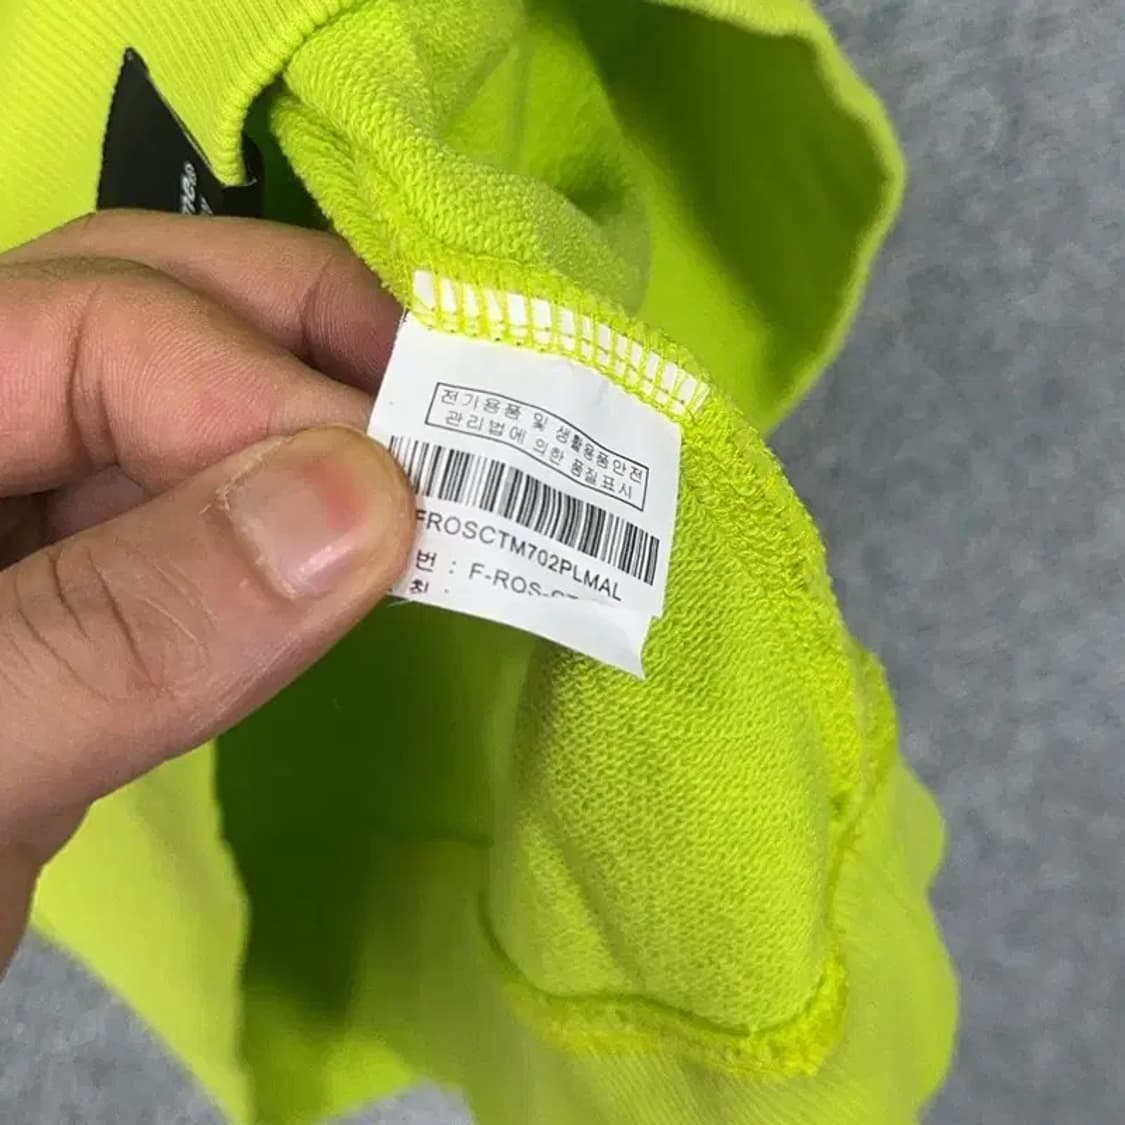 전기용품 및 생활용품안전
관리법에 의한 품질표시
FROSCTM702PLMAL
번 : F-ROS-
칭 :